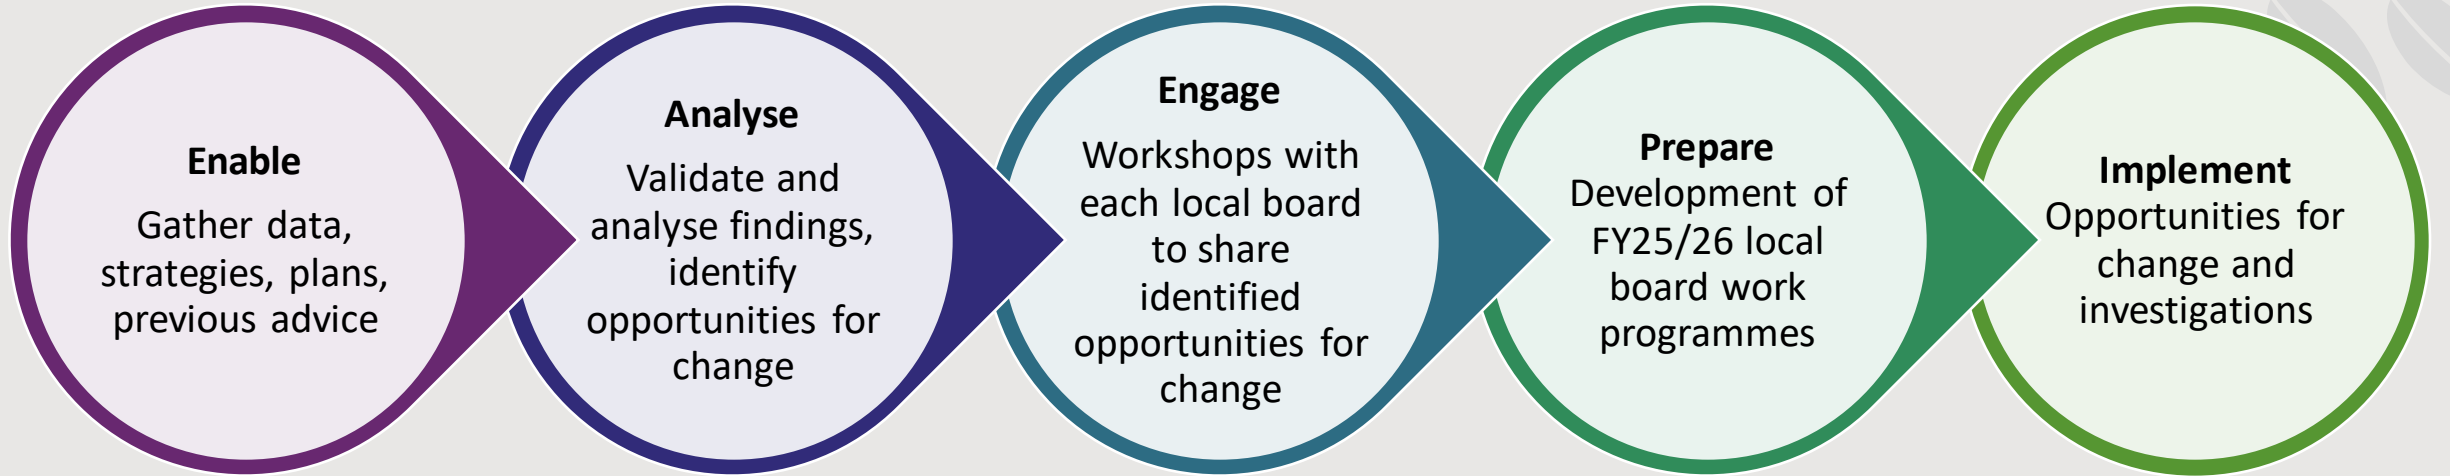 Enable
Gather data,
strategies, plans,
previous advice
Analyse
Validate and
analyse findings,
identify
opportunities for
change
Engage
Workshops with
each local board
to share
identified
opportunities for
change
Prepare
Development of
FY25/26 local
board work
programmes
Implement
Opportunities for
change and
investigations